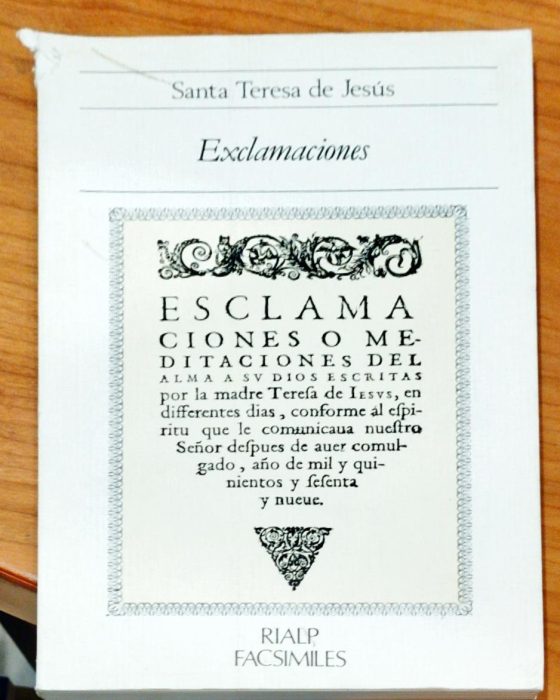 Santa Teresa de Jesús
Exclamaciones
ESCLAMA
CIONES O ME-
DITACIONES DEL
ALMA A SV DIOS ESCRITAS
por la madre Tereſa de IESVS, en
differentes dias, conforme al eſpi-
ritu que le comunicaua nueſtro
Señor deſpues de auer comul-
gado, año de mil y qui-
nientos y ſeſenta
y nueue.
RIALP,
FACSIMILES